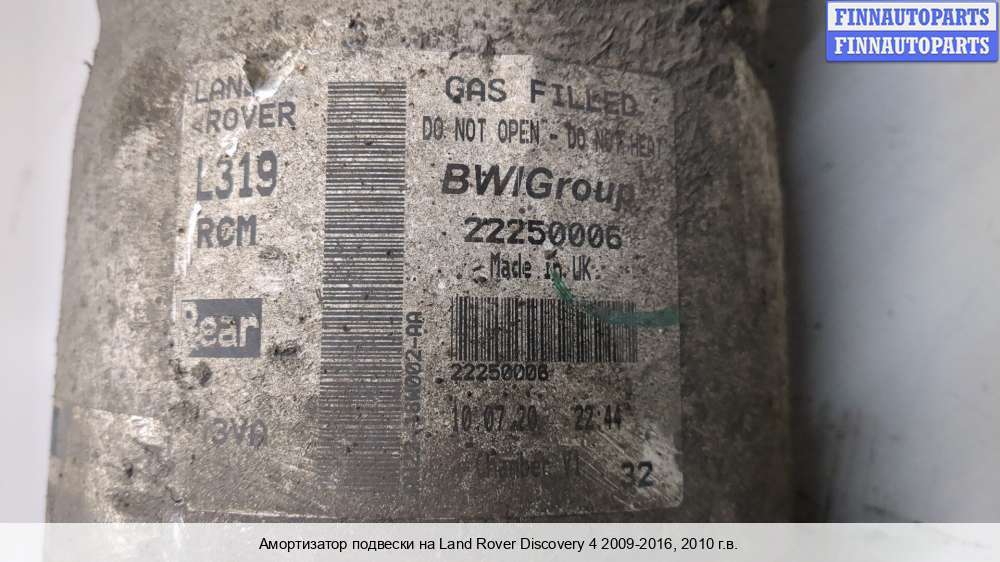 FINNAUTOPARTS
FINNAUTOPARTS
LAND
ROVER
L319
RCM
Rear
GAS FILLED
DO NOT OPEN - DO NOT HEAT
BWI Group
22250006
Made in UK
22250006
10.07.20 22:44
32
Амортизатор подвески на Land Rover Discovery 4 2009-2016, 2010 г.в.